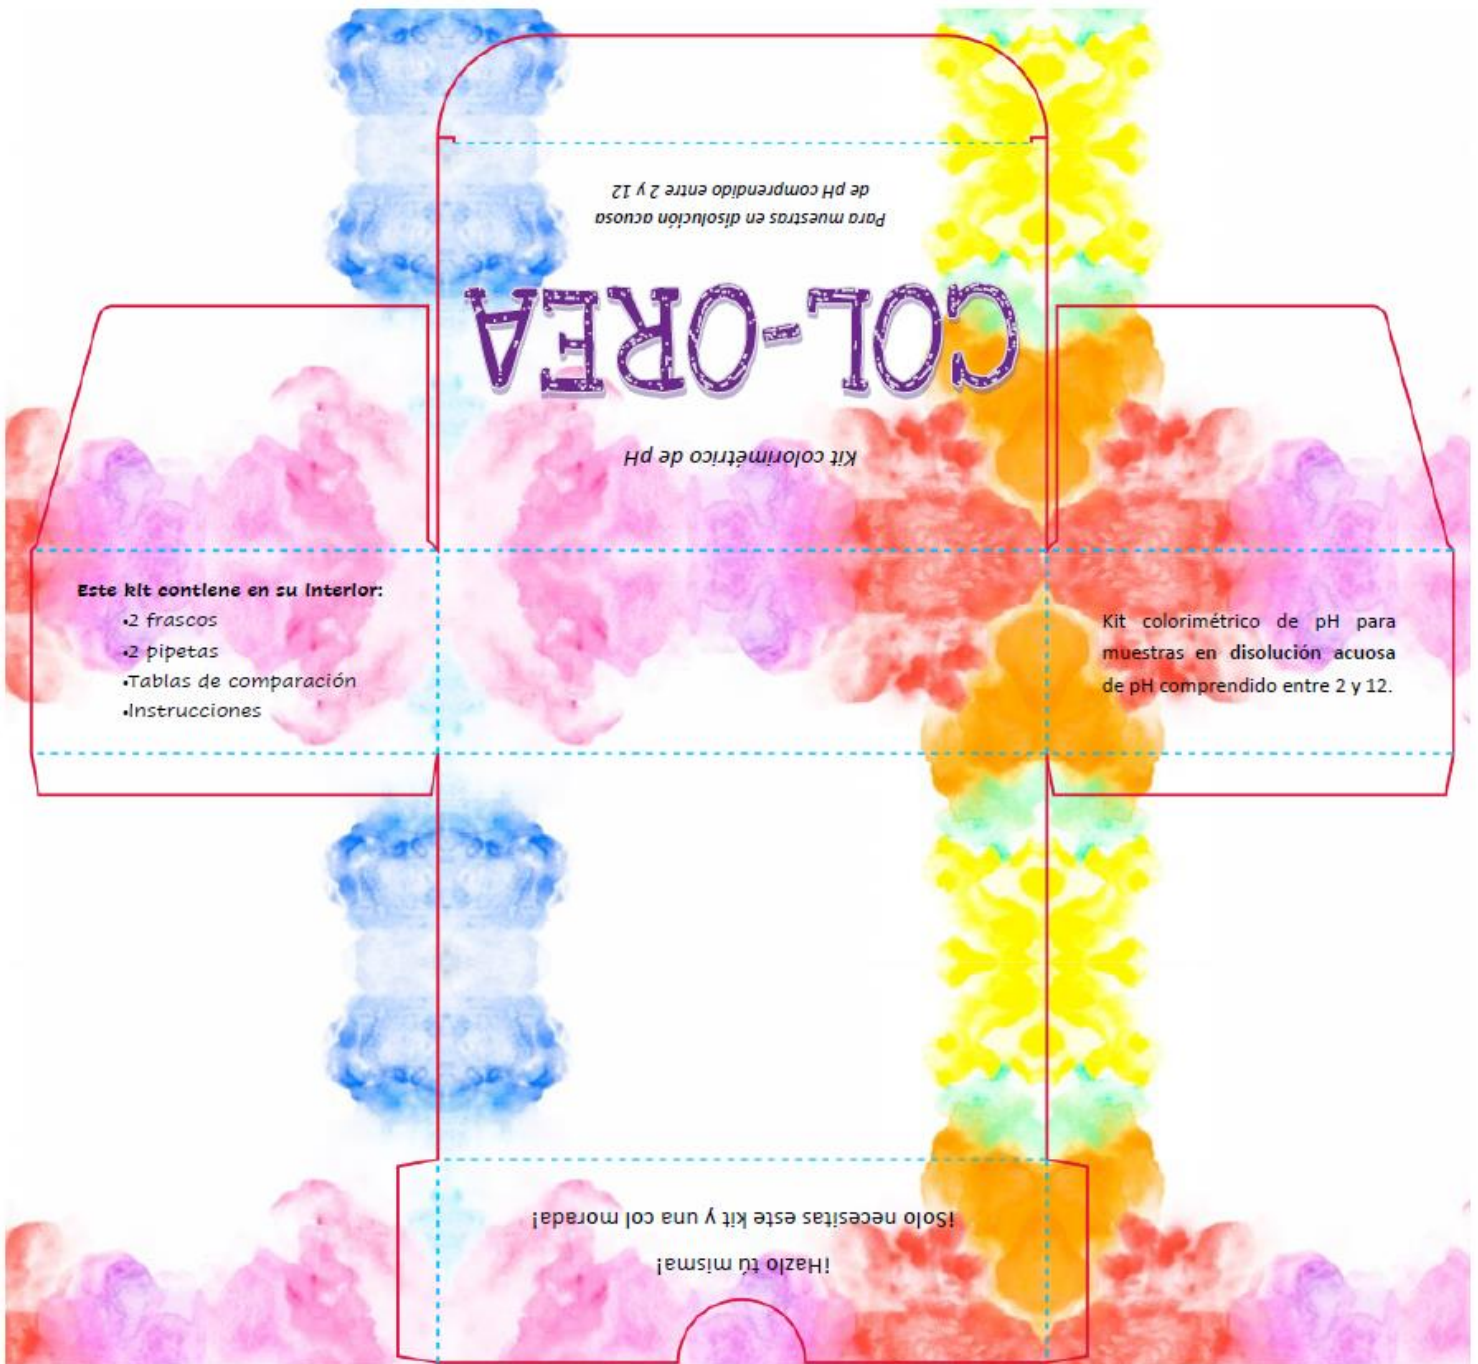 Para muestras en disolución acuosa
de pH comprendido entre 2 y 12
COL-OREA
Kit colorimétrico de pH
Este kit contiene en su interior:
•2 frascos
•2 pipetas
•Tablas de comparación
•Instrucciones
Kit colorimétrico de pH para
muestras en disolución acuosa
de pH comprendido entre 2 y 12.
¡Hazlo tú misma!
¡Solo necesitas este kit y una col morada!